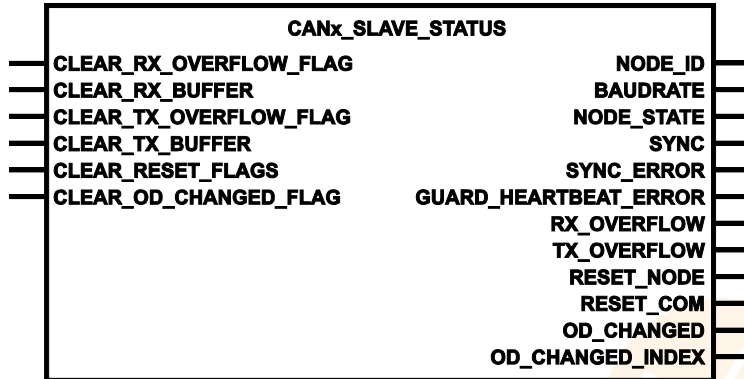 CANx_SLAVE_STATUS
CLEAR_RX_OVERFLOW_FLAG NODE_ID
CLEAR_RX_BUFFER BAUDRATE
CLEAR_TX_OVERFLOW_FLAG NODE_STATE
CLEAR_TX_BUFFER SYNC
CLEAR_RESET_FLAGS SYNC_ERROR
CLEAR_OD_CHANGED_FLAG GUARD_HEARTBEAT_ERROR
RX_OVERFLOW
TX_OVERFLOW
RESET_NODE
RESET_COM
OD_CHANGED
OD_CHANGED_INDEX